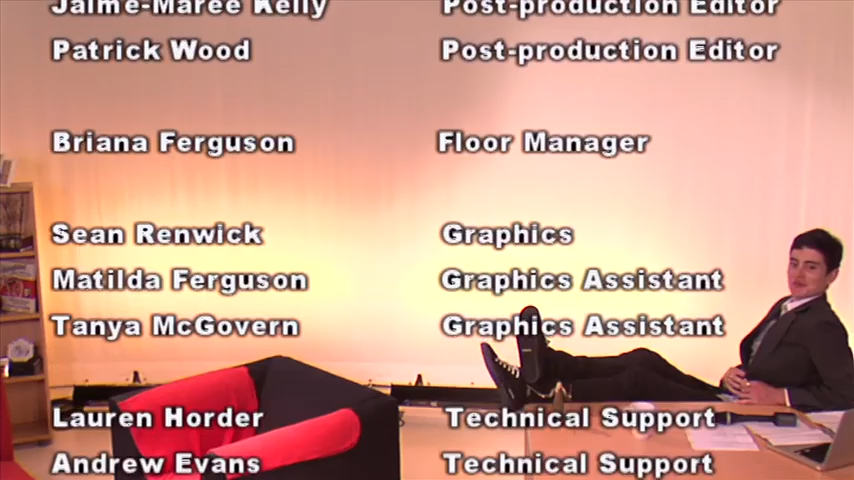 Jaime-Maree Kelly Post-production Editor
Patrick Wood Post-production Editor
Briana Ferguson Floor Manager
Sean Renwick Graphics
Matilda Ferguson Graphics Assistant
Tanya McGovern Graphics Assistant
Lauren Horder Technical Support
Andrew Evans Technical Support